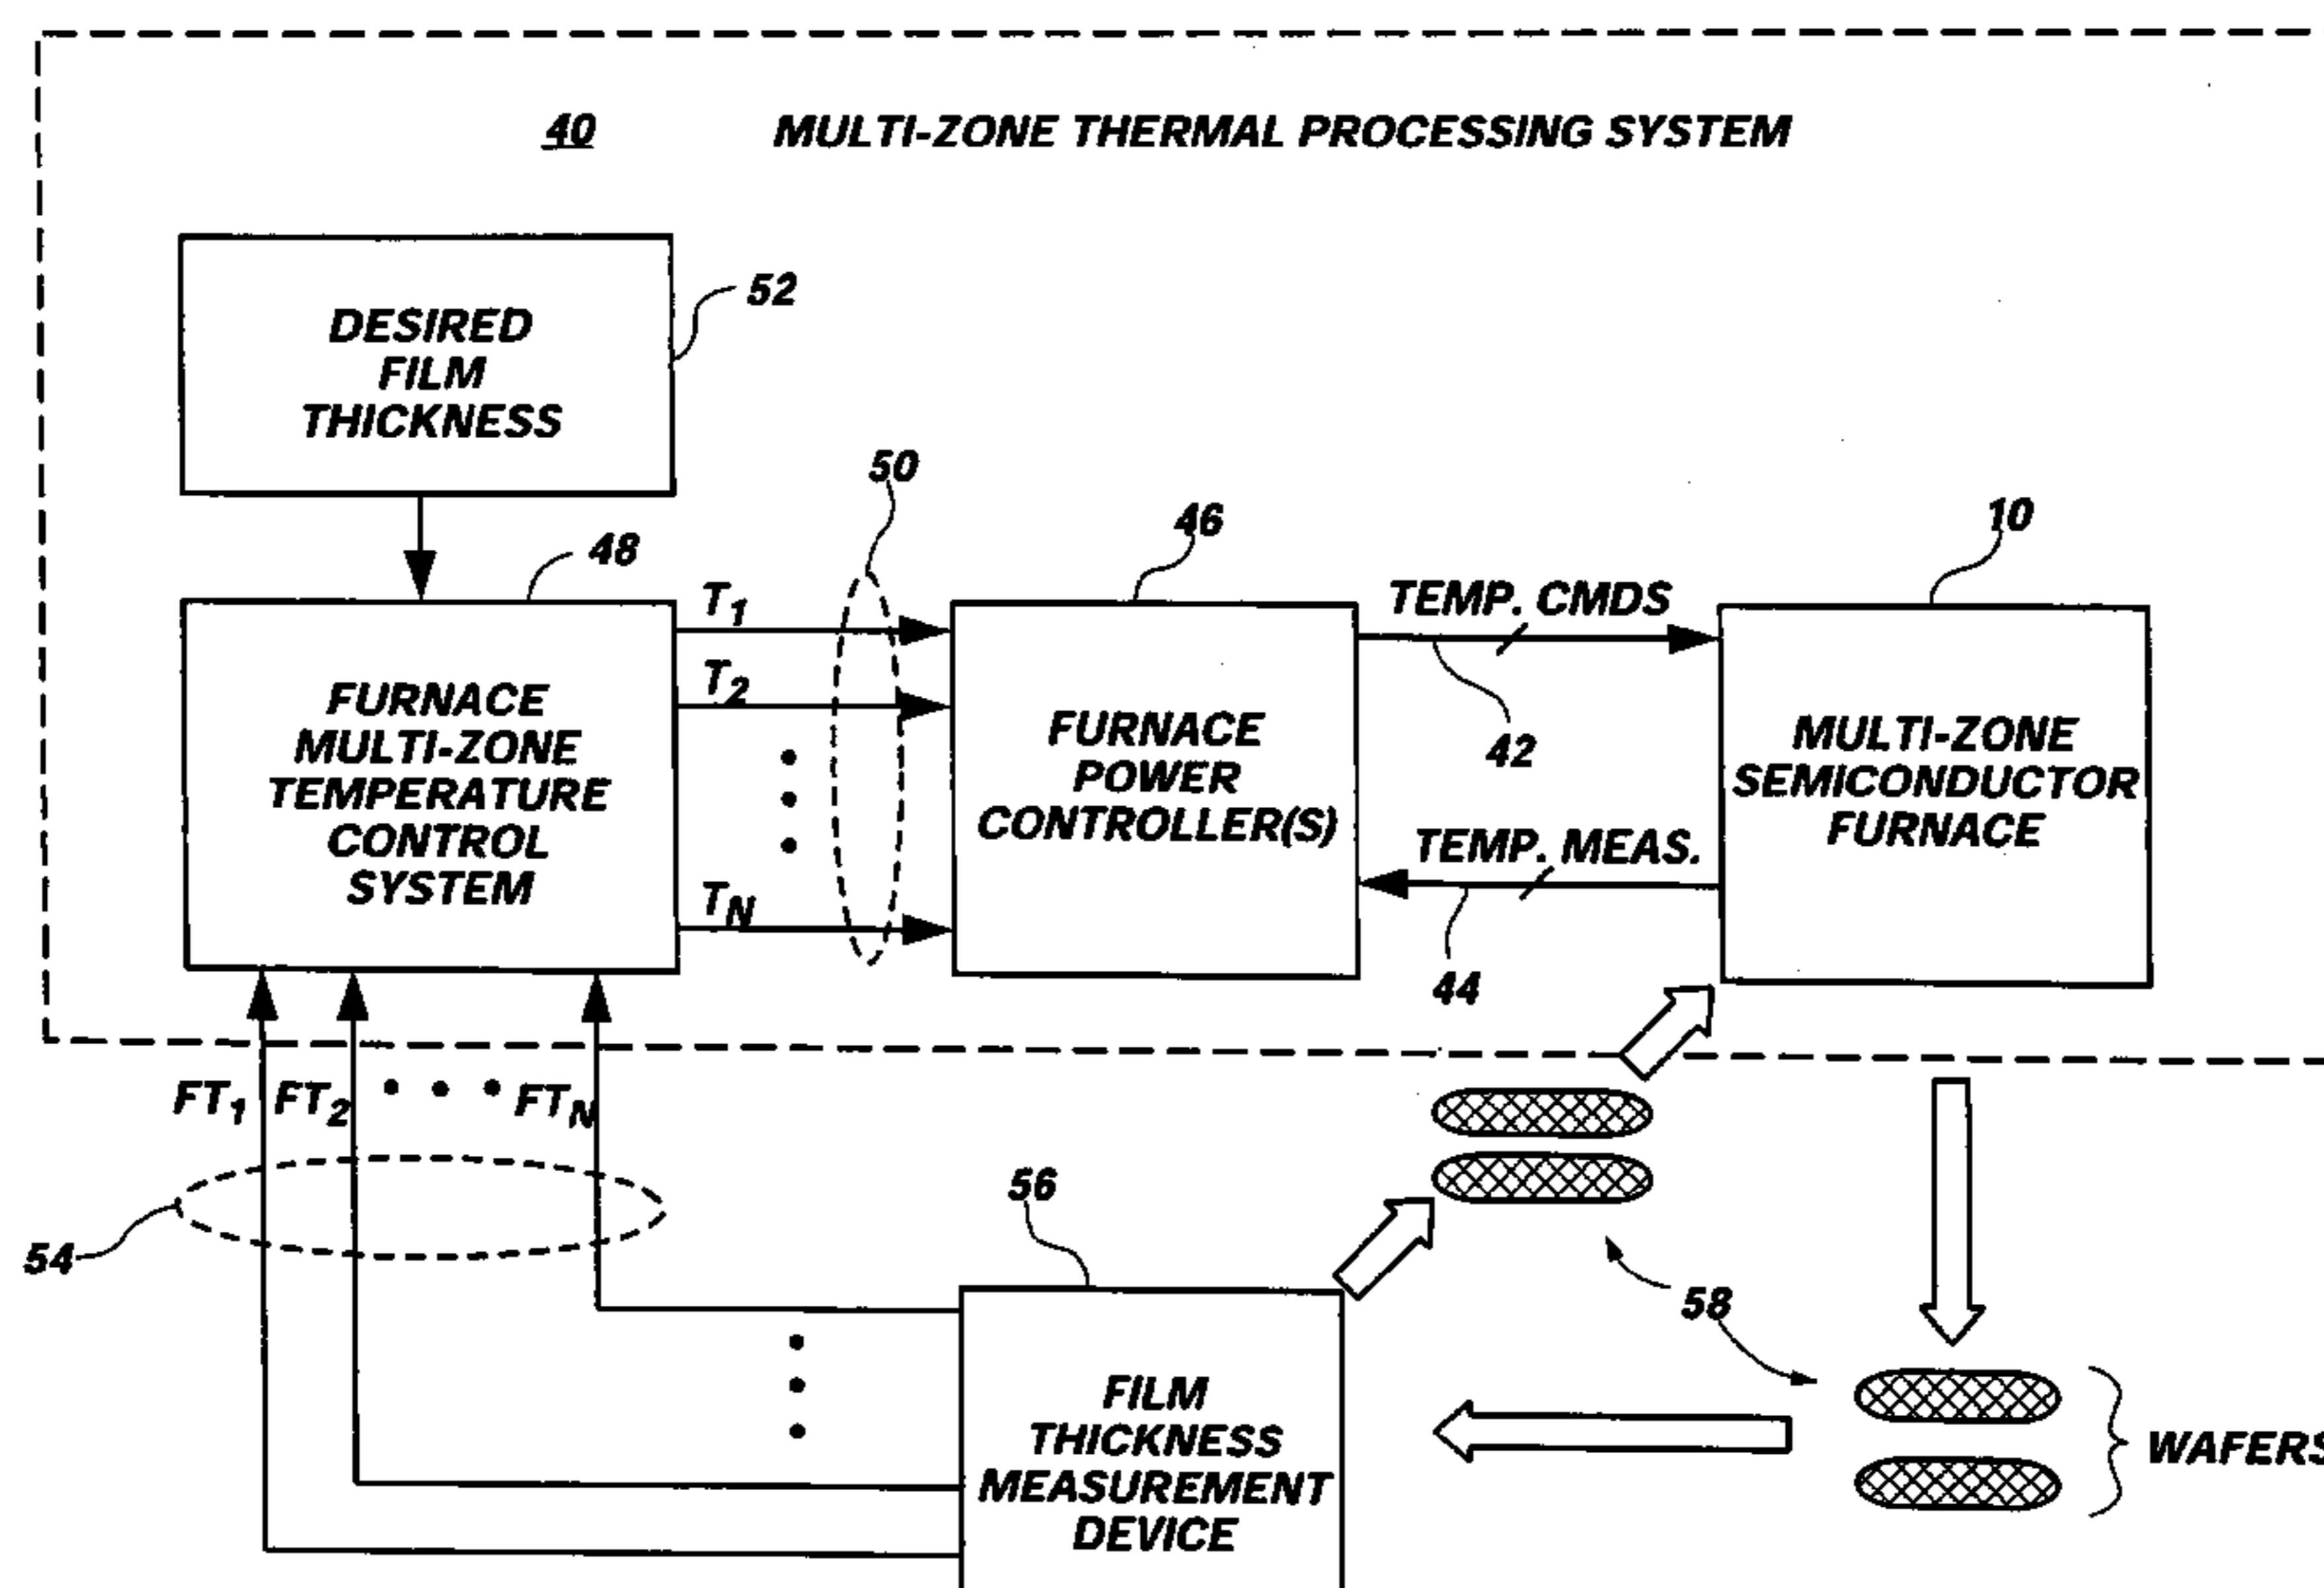 40 MULTI-ZONE THERMAL PROCESSING SYSTEM
DESIRED
FILM
THICKNESS
52
50
48
46
10
T1
T2
TN
FURNACE
MULTI-ZONE
TEMPERATURE
CONTROL
SYSTEM
FURNACE
POWER
CONTROLLER(S)
TEMP. CMDS
42
TEMP. MEAS.
44
MULTI-ZONE
SEMICONDUCTOR
FURNACE
FT1 FT2 • • • FTN
54
56
58
FILM
THICKNESS
MEASUREMENT
DEVICE
WAFERS